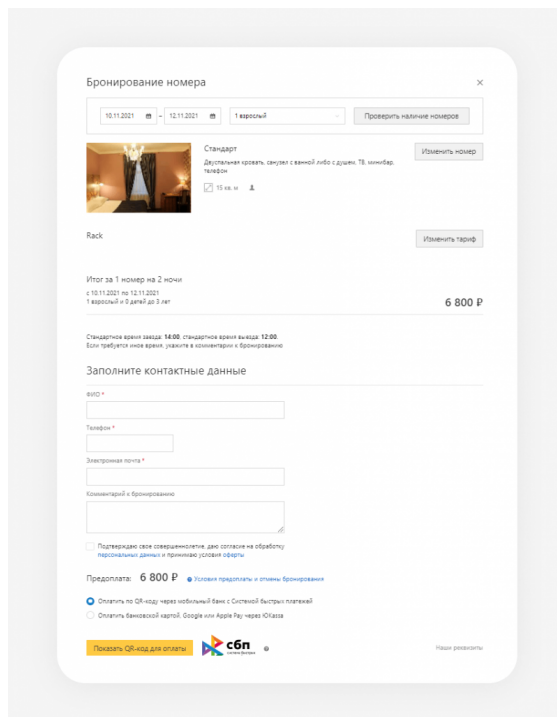 Бронирование номера ×
10.11.2021 – 12.11.2021 1 взрослый Проверить наличие номеров
Стандарт Изменить номер
Двуспальная кровать, санузел с ванной либо с душем, ТВ, минибар,
телефон
15 кв. м
Rack Изменить тариф
Итог за 1 номер на 2 ночи
с 10.11.2021 по 12.11.2021
1 взрослый и 0 детей до 3 лет 6 800 ₽
Стандартное время заезда: 14:00, стандартное время выезда: 12:00.
Если требуется иное время, укажите в комментарии к бронированию
Заполните контактные данные
ФИО *
Телефон *
Электронная почта *
Комментарий к бронированию
Подтверждаю свое совершеннолетие, даю согласие на обработку
персональных данных и принимаю условия оферты
Предоплата: 6 800 ₽ Условия предоплаты и отмены бронирования
Оплатить по QR-коду через мобильный банк с Системой быстрых платежей
Оплатить банковской картой, Google или Apple Pay через ЮKassa
Показать QR-код для оплаты сбп Наши реквизиты